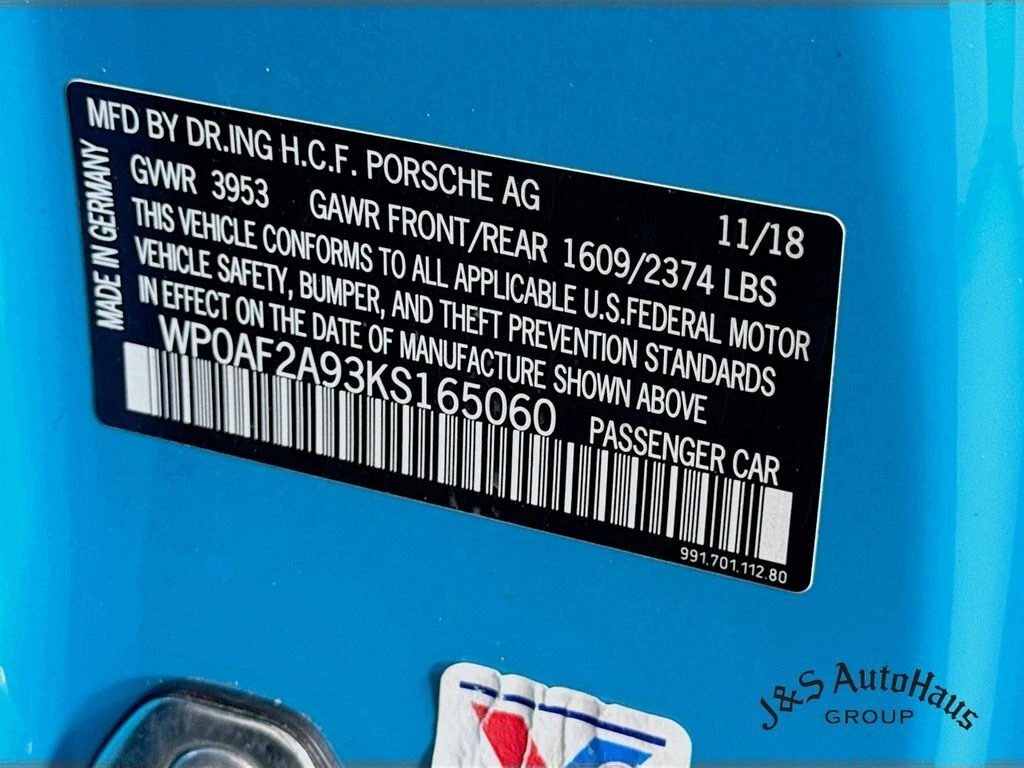 MFD BY DR.ING H.C.F. PORSCHE AG
11/18
GVWR 3953 GAWR FRONT/REAR 1609/2374 LBS
THIS VEHICLE CONFORMS TO ALL APPLICABLE U.S.FEDERAL MOTOR
VEHICLE SAFETY, BUMPER, AND THEFT PREVENTION STANDARDS
IN EFFECT ON THE DATE OF MANUFACTURE SHOWN ABOVE
WP0AF2A93KS165060
PASSENGER CAR
991.701.112.80
MADE IN GERMANY
J&S AutoHaus
GROUP